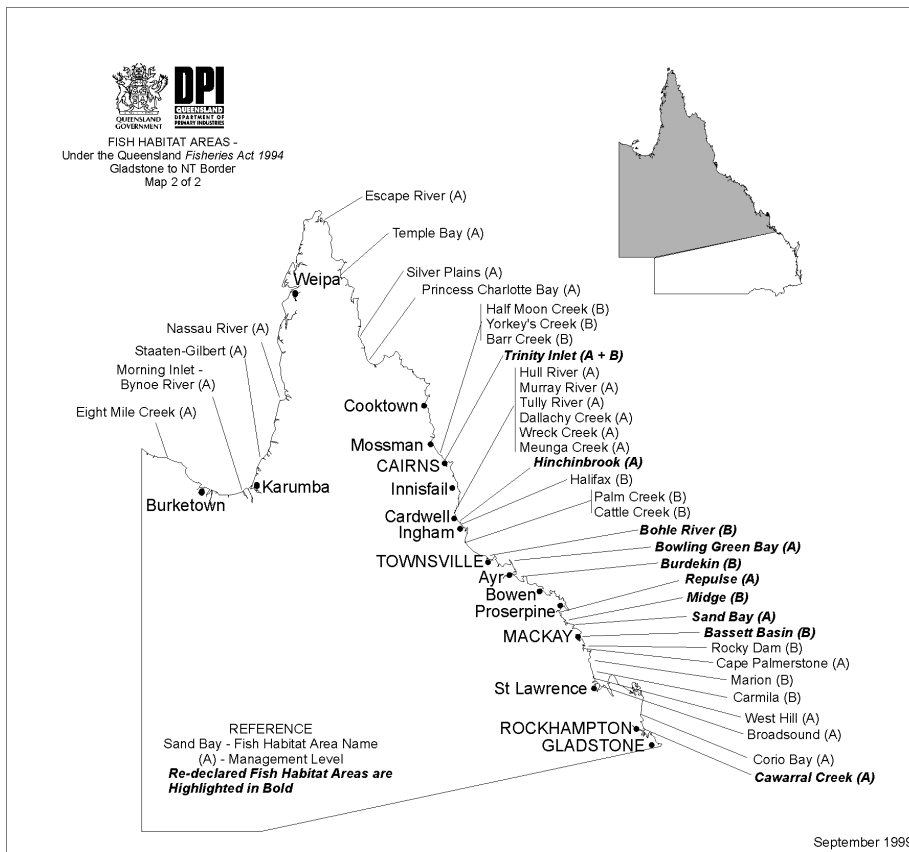 QUEENSLAND
GOVERNMENT
DPI
QUEENSLAND
DEPARTMENT OF
PRIMARY INDUSTRIES
FISH HABITAT AREAS -
Under the Queensland Fisheries Act 1994
Gladstone to NT Border
Map 2 of 2
Escape River (A)
Temple Bay (A)
Weipa
Silver Plains (A)
Princess Charlotte Bay (A)
Half Moon Creek (B)
Yorkey's Creek (B)
Barr Creek (B)
Trinity Inlet (A + B)
Nassau River (A)
Staaten-Gilbert (A)
Morning Inlet -
Bynoe River (A)
Eight Mile Creek (A)
Hull River (A)
Murray River (A)
Tully River (A)
Dallachy Creek (A)
Wreck Creek (A)
Meunga Creek (A)
Hinchinbrook (A)
Halifax (B)
Palm Creek (B)
Cattle Creek (B)
Bohle River (B)
Bowling Green Bay (A)
Burdekin (B)
Repulse (A)
Midge (B)
Sand Bay (A)
Bassett Basin (B)
Rocky Dam (B)
Cape Palmerstone (A)
Marion (B)
Carmila (B)
West Hill (A)
Broadsound (A)
Corio Bay (A)
Cawarral Creek (A)
Cooktown
Mossman
CAIRNS
Innisfail
Cardwell
Ingham
TOWNSVILLE
Ayr
Bowen
Proserpine
MACKAY
St Lawrence
ROCKHAMPTON
GLADSTONE
Karumba
Burketown
REFERENCE
Sand Bay - Fish Habitat Area Name
(A) - Management Level
Re-declared Fish Habitat Areas are
Highlighted in Bold
September 1999